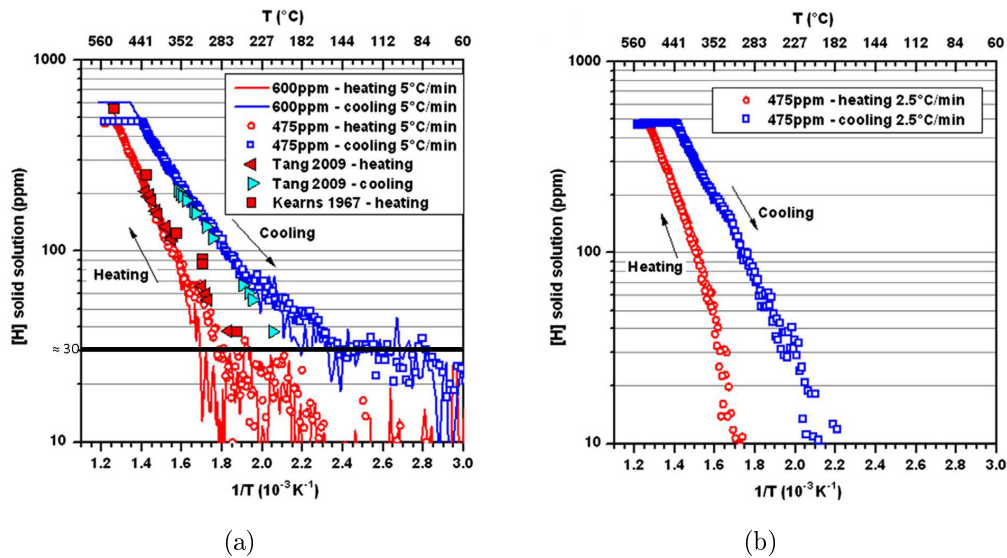 T (°C)
560 441 352 283 227 182 144 112 84 60
1000
600ppm - heating 5°C/min
600ppm - cooling 5°C/min
475ppm - heating 5°C/min
475ppm - cooling 5°C/min
Tang 2009 - heating
Tang 2009 - cooling
Kearns 1967 - heating
[H] solid solution (ppm)
100
Cooling
Heating
≈ 30
10
1.2 1.4 1.6 1.8 2.0 2.2 2.4 2.6 2.8 3.0
1/T (10⁻³ K⁻¹)
(a)
T (°C)
560 441 352 283 227 182 144 112 84 60
1000
475ppm - heating 2.5°C/min
475ppm - cooling 2.5°C/min
[H] solid solution (ppm)
Cooling
100
Heating
10
1.2 1.4 1.6 1.8 2.0 2.2 2.4 2.6 2.8 3.0
1/T (10⁻³ K⁻¹)
(b)